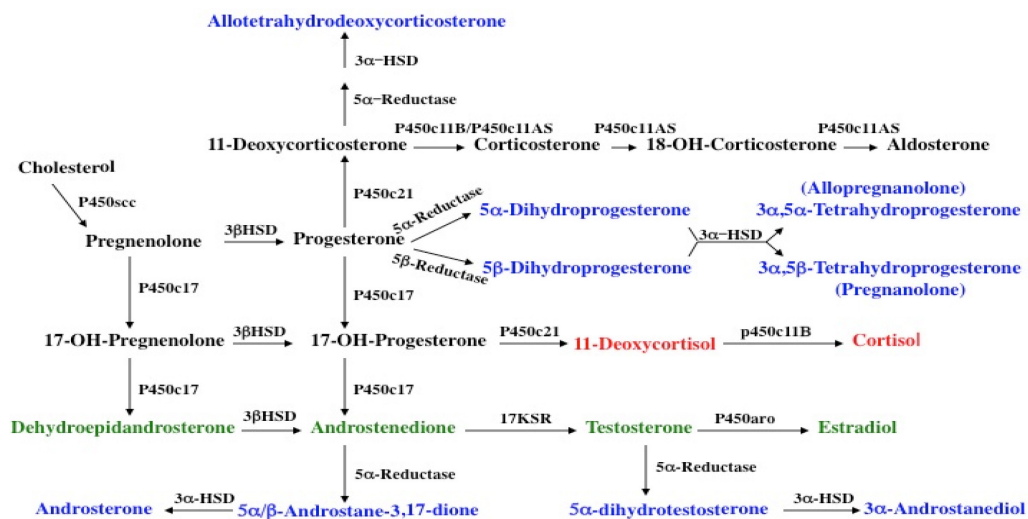 Allotetrahydrodeoxycorticosterone
3α−HSD
5α−Reductase
P450c11B/P450c11AS P450c11AS P450c11AS
11-Deoxycorticosterone Corticosterone 18-OH-Corticosterone Aldosterone
Cholesterol
P450scc
P450c21
(Allopregnanolone)
5α-Reductase 5α-Dihydroprogesterone 3α,5α-Tetrahydroprogesterone
3βHSD 3α−HSD
Pregnenolone Progesterone
5β-Reductase 5β-Dihydroprogesterone 3α,5β-Tetrahydroprogesterone
(Pregnanolone)
P450c17 P450c17
3βHSD P450c21 p450c11B
17-OH-Pregnenolone 17-OH-Progesterone 11-Deoxycortisol Cortisol
P450c17 P450c17
3βHSD 17KSR P450aro
Dehydroepidandrosterone Androstenedione Testosterone Estradiol
5α-Reductase 5α-Reductase
3α-HSD 3α-HSD
Androsterone 5α/β-Androstane-3,17-dione 5α-dihydrotestosterone 3α-Androstanediol